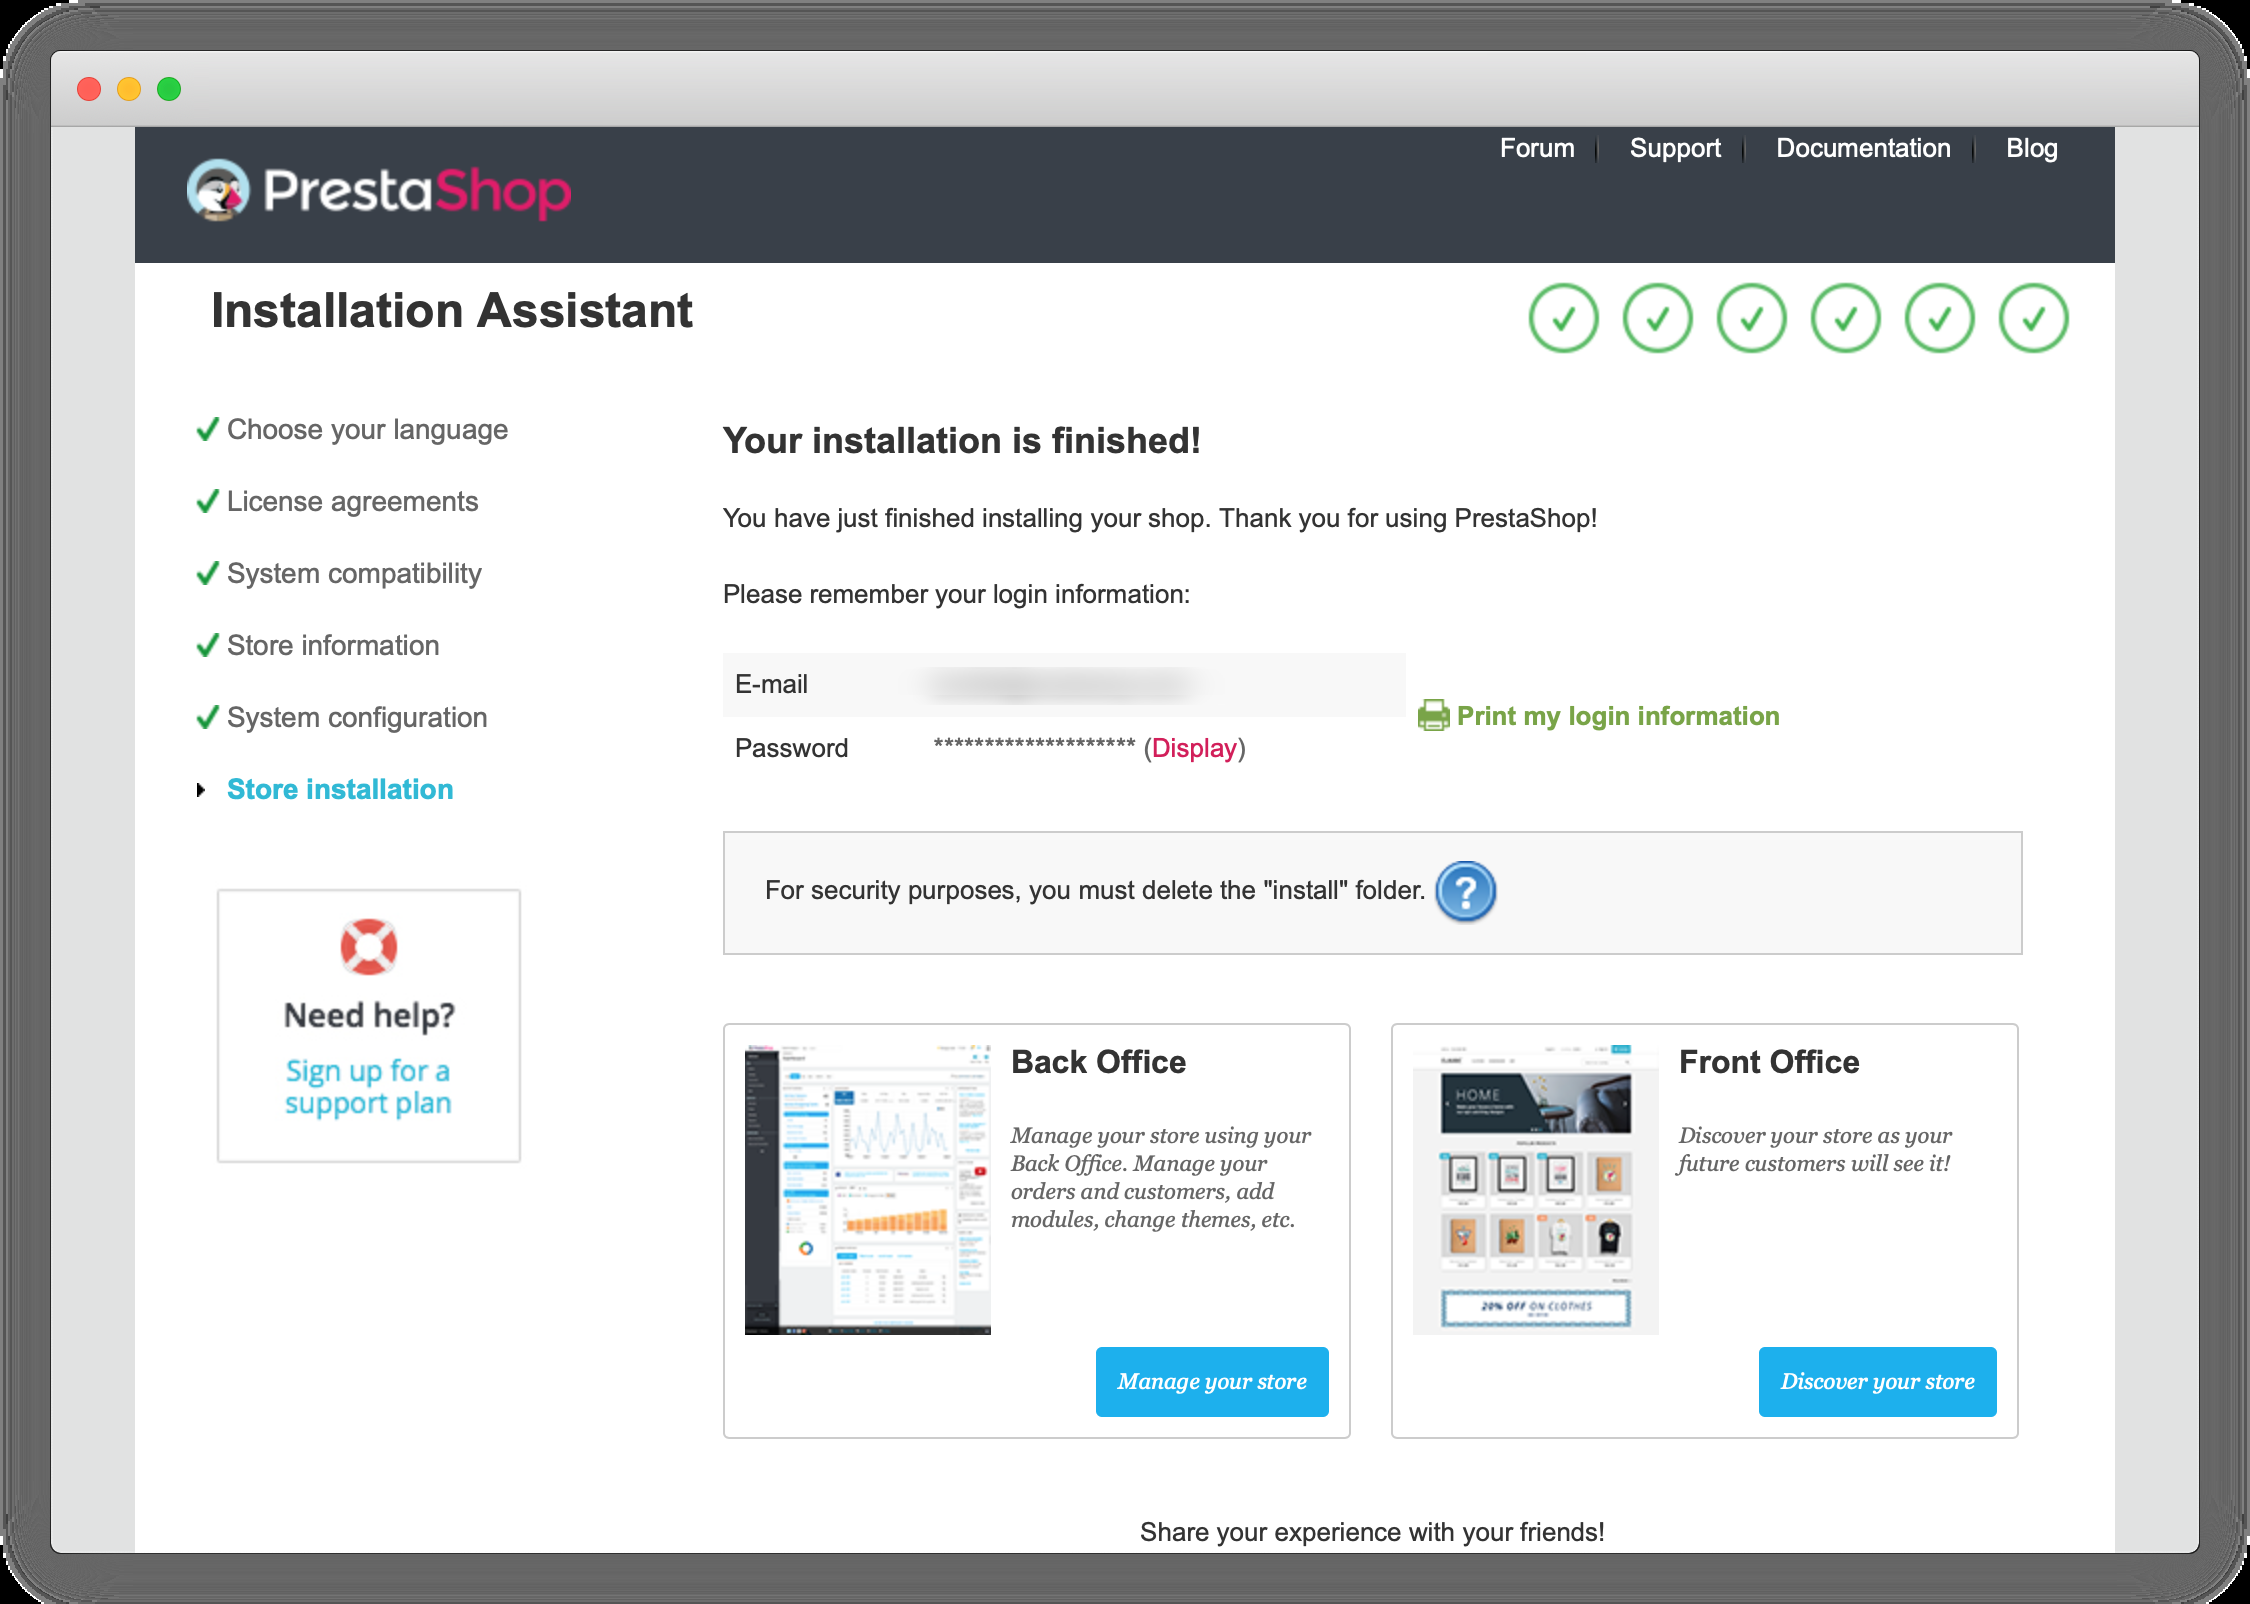 Forum
Support
Documentation
Blog
PrestaShop
Installation Assistant
Choose your language
License agreements
System compatibility
Store information
System configuration
Store installation
Need help?
Sign up for a
support plan
Your installation is finished!
You have just finished installing your shop. Thank you for using PrestaShop!
Please remember your login information:
E-mail
Password ******************** (Display)
Print my login information
For security purposes, you must delete the "install" folder.
?
Back Office
Manage your store using your
Back Office. Manage your
orders and customers, add
modules, change themes, etc.
Manage your store
HOME
20% OFF ON CLOTHES
Front Office
Discover your store as your
future customers will see it!
Discover your store
Share your experience with your friends!